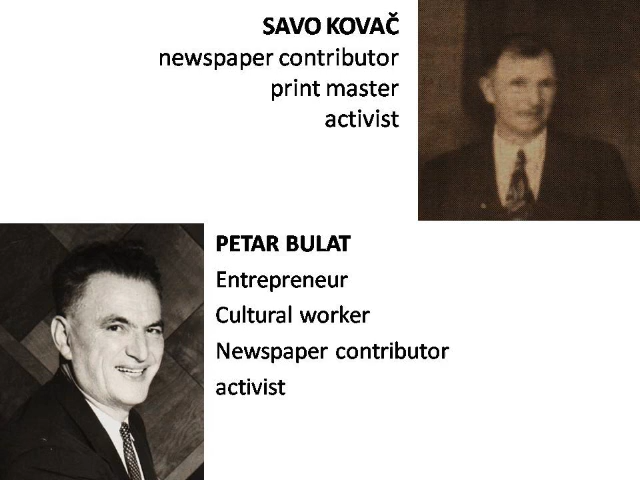 SAVO KOVAČ
newspaper contributor
print master
activist
PETAR BULAT
Entrepreneur
Cultural worker
Newspaper contributor
activist